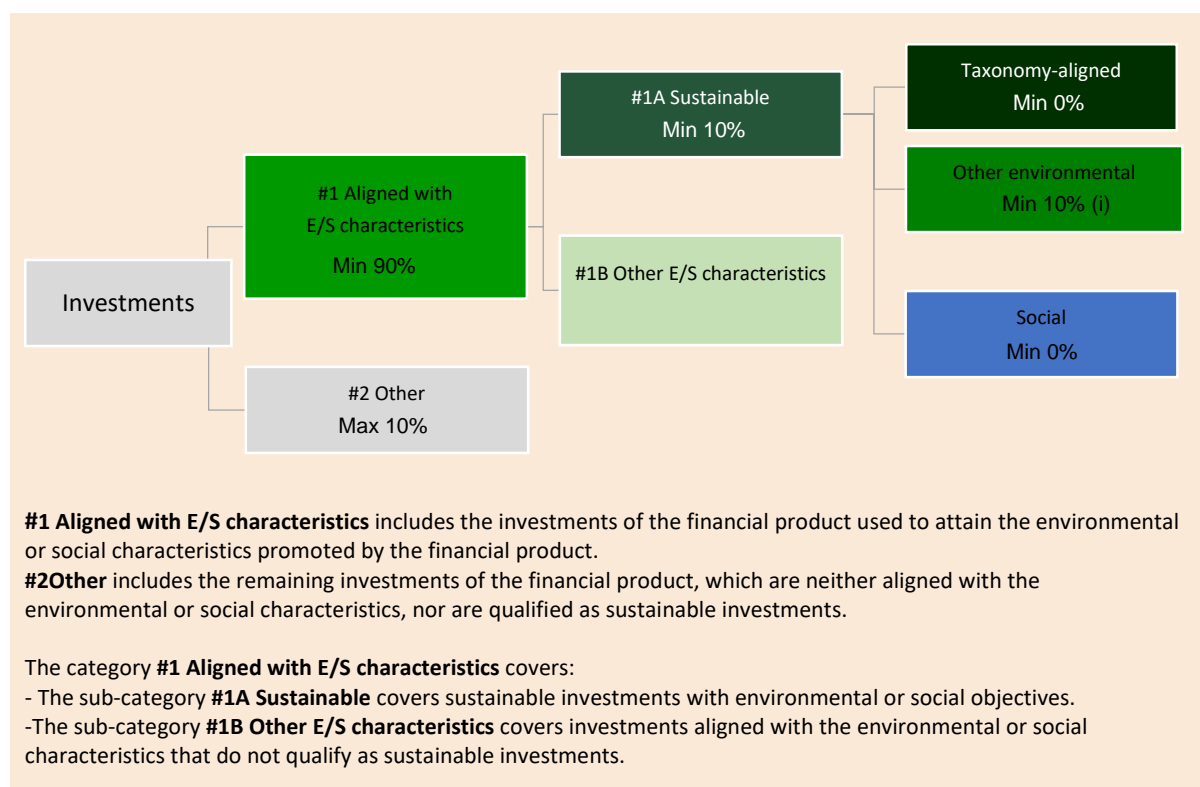 Investments
#1 Aligned with
E/S characteristics
Min 90%
#2 Other
Max 10%
#1A Sustainable
Min 10%
#1B Other E/S characteristics
Taxonomy-aligned
Min 0%
Other environmental
Min 10% (i)
Social
Min 0%
#1 Aligned with E/S characteristics includes the investments of the financial product used to attain the environmental
or social characteristics promoted by the financial product.
#2Other includes the remaining investments of the financial product, which are neither aligned with the
environmental or social characteristics, nor are qualified as sustainable investments.
The category #1 Aligned with E/S characteristics covers:
- The sub-category #1A Sustainable covers sustainable investments with environmental or social objectives.
-The sub-category #1B Other E/S characteristics covers investments aligned with the environmental or social
characteristics that do not qualify as sustainable investments.